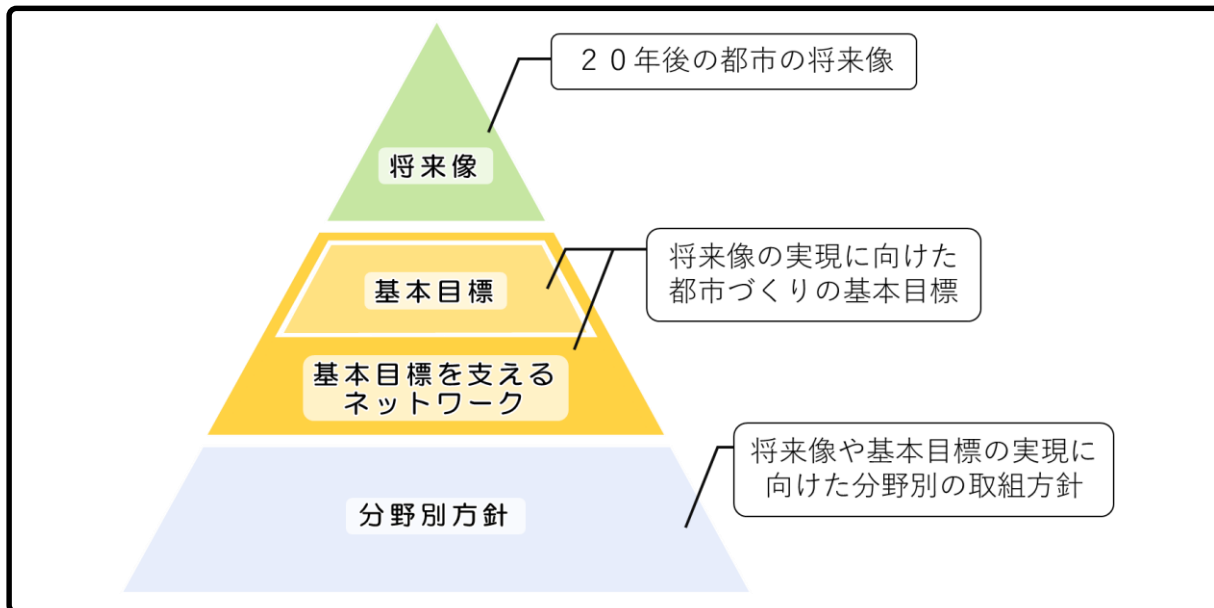 ２０年後の都市の将来像
将来像
将来像の実現に向けた
都市づくりの基本目標
基本目標
基本目標を支える
ネットワーク
将来像や基本目標の実現に
向けた分野別の取組方針
分野別方針